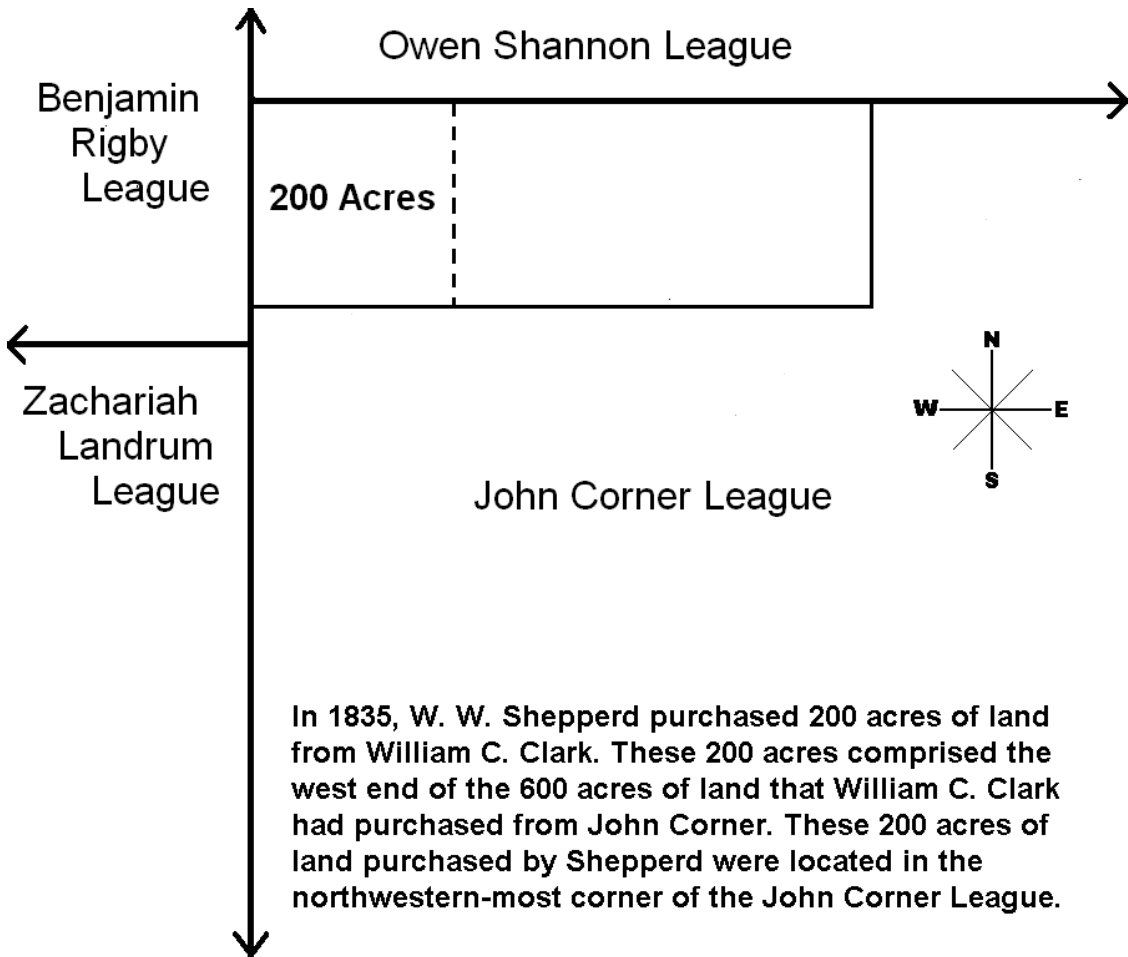 Owen Shannon League
Benjamin
Rigby
League
200 Acres
Zachariah
Landrum
League
N
W
E
S
John Corner League
In 1835, W. W. Shepperd purchased 200 acres of land
from William C. Clark. These 200 acres comprised the
west end of the 600 acres of land that William C. Clark
had purchased from John Corner. These 200 acres of
land purchased by Shepperd were located in the
northwestern-most corner of the John Corner League.